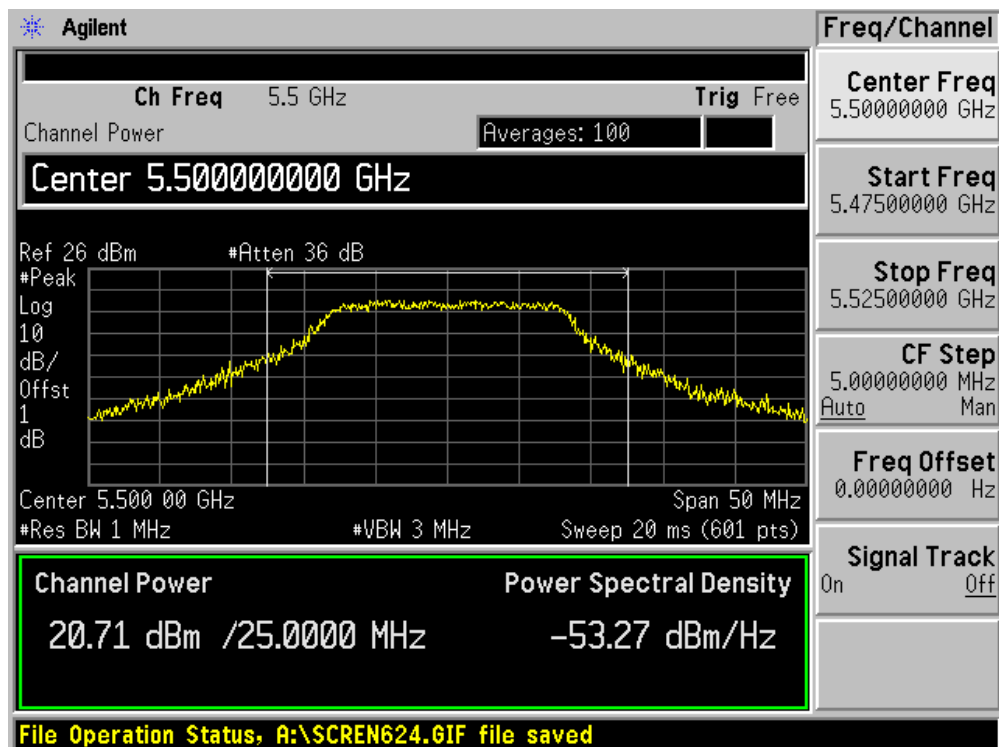 Agilent
Freq/Channel
Ch Freq 5.5 GHz Trig Free
Channel Power Averages: 100
Center 5.500000000 GHz
Ref 26 dBm #Atten 36 dB
#Peak
Log
10
dB/
Offst
1
dB
Center 5.500 00 GHz Span 50 MHz
#Res BW 1 MHz #VBW 3 MHz Sweep 20 ms (601 pts)
Channel Power Power Spectral Density
20.71 dBm /25.0000 MHz -53.27 dBm/Hz
Center Freq
5.50000000 GHz
Start Freq
5.47500000 GHz
Stop Freq
5.52500000 GHz
CF Step
5.00000000 MHz
Auto Man
Freq Offset
0.00000000 Hz
Signal Track
On Off
File Operation Status, A:\SCREN624.GIF file saved